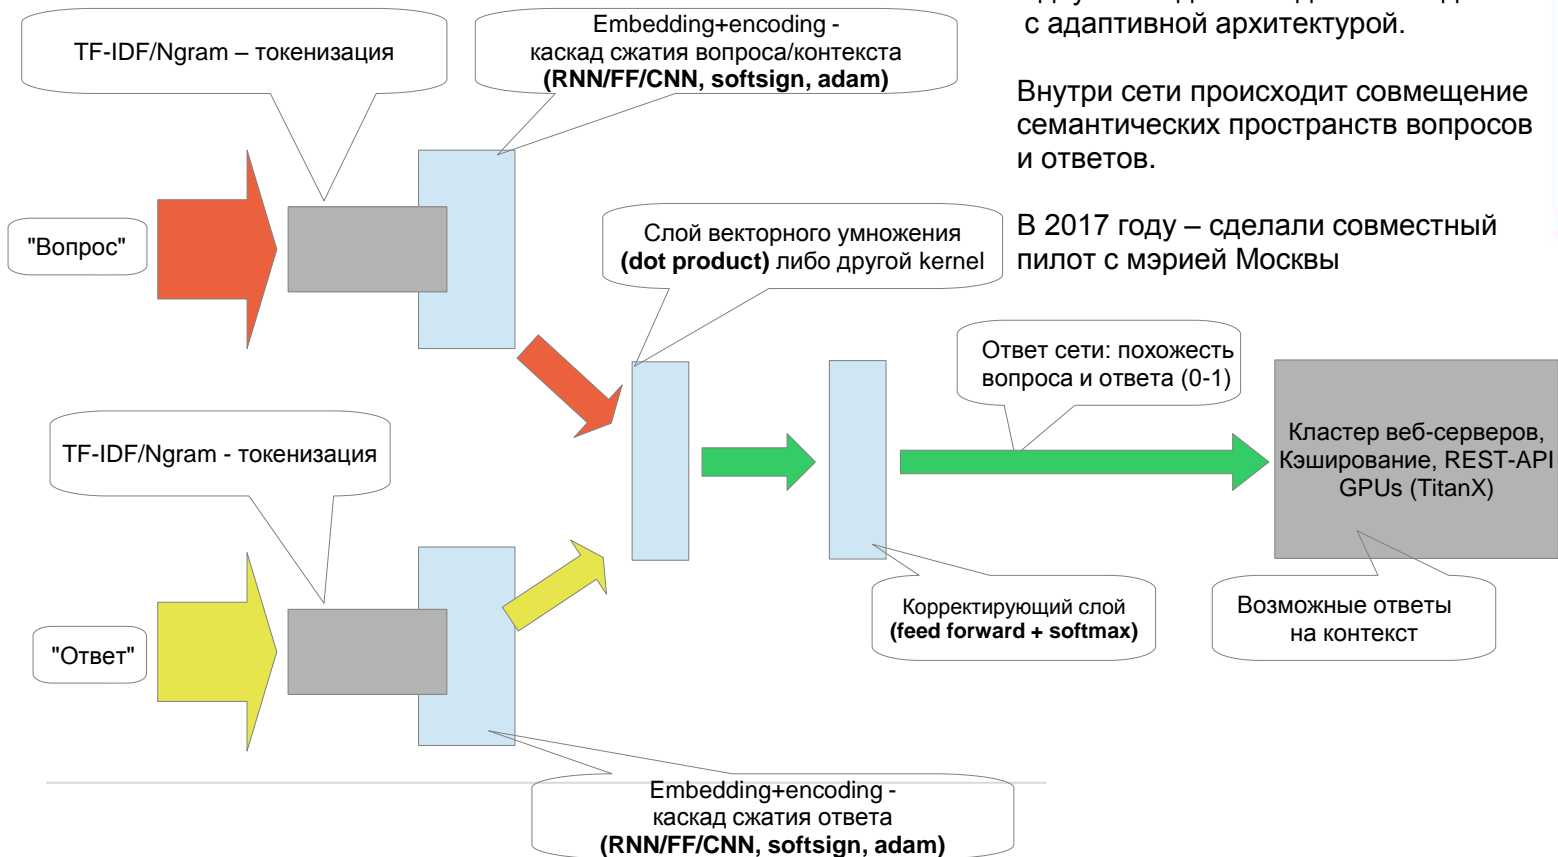 с адаптивной архитектурой.
Внутри сети происходит совмещение
семантических пространств вопросов
и ответов.
В 2017 году – сделали совместный
пилот с мэрией Москвы
TF-IDF/Ngram – токенизация
Embedding+encoding -
каскад сжатия вопроса/контекста
(RNN/FF/CNN, softsign, adam)
"Вопрос"
Слой векторного умножения
(dot product) либо другой kernel
Ответ сети: похожесть
вопроса и ответа (0-1)
Кластер веб-серверов,
Кэширование, REST-API
GPUs (TitanX)
TF-IDF/Ngram - токенизация
"Ответ"
Корректирующий слой
(feed forward + softmax)
Возможные ответы
на контекст
Embedding+encoding -
каскад сжатия ответа
(RNN/FF/CNN, softsign, adam)